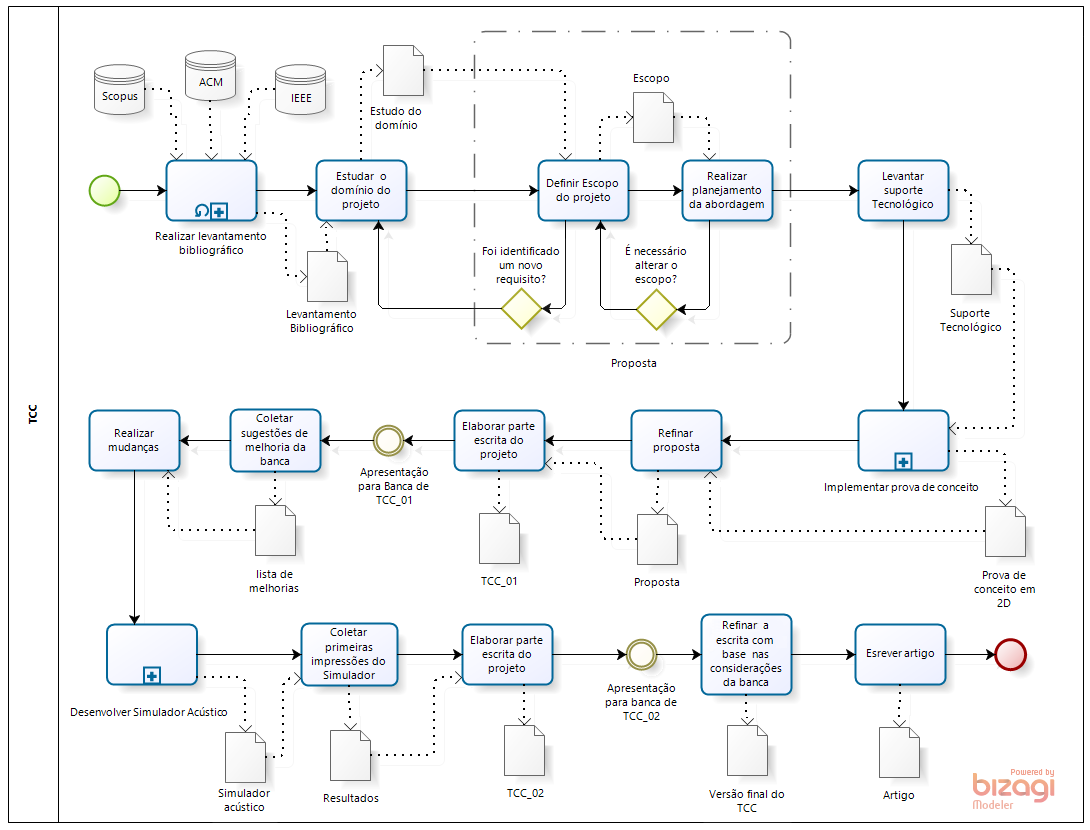 TCC
Scopus
ACM
IEEE
Estudo do
domínio
Escopo
Estudar o
domínio do
projeto
Definir Escopo
do projeto
Realizar
planejamento
da abordagem
Levantar
suporte
Tecnológico
Realizar levantamento
bibliográfico
Foi identificado
um novo
requisito?
É necessário
alterar o
escopo?
Levantamento
Bibliográfico
Suporte
Tecnológico
Proposta
Realizar
mudanças
Coletar
sugestões de
melhoria da
banca
Apresentação
para Banca de
TCC_01
Elaborar parte
escrita do
projeto
Refinar
proposta
Implementar prova de conceito
lista de
melhorias
TCC_01
Proposta
Prova de
conceito em
2D
Desenvolver Simulador Acústico
Coletar
primeiras
impressões do
Simulador
Elaborar parte
escrita do
projeto
Apresentação
para banca de
TCC_02
Refinar a
escrita com
base nas
considerações
da banca
Esrever artigo
Simulador
acústico
Resultados
TCC_02
Versão final do
TCC
Artigo
Powered by
bizagi
Modeler